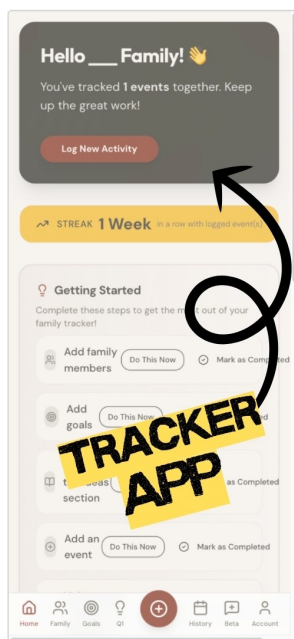 Hello ___ Family! 👋
You've tracked 1 events together. Keep
up the great work!
Log New Activity
STREAK 1 Week in a row with logged event(s)
Getting Started
Complete these steps to get the most out of your
family tracker!
Add family
members
Do This Now
Mark as Completed
Add
goals
Do This Now
TRACKER
APP
section
as Completed
Add an
event
Do This Now
Mark as Completed
Home Family Goals Q1 History Beta Account